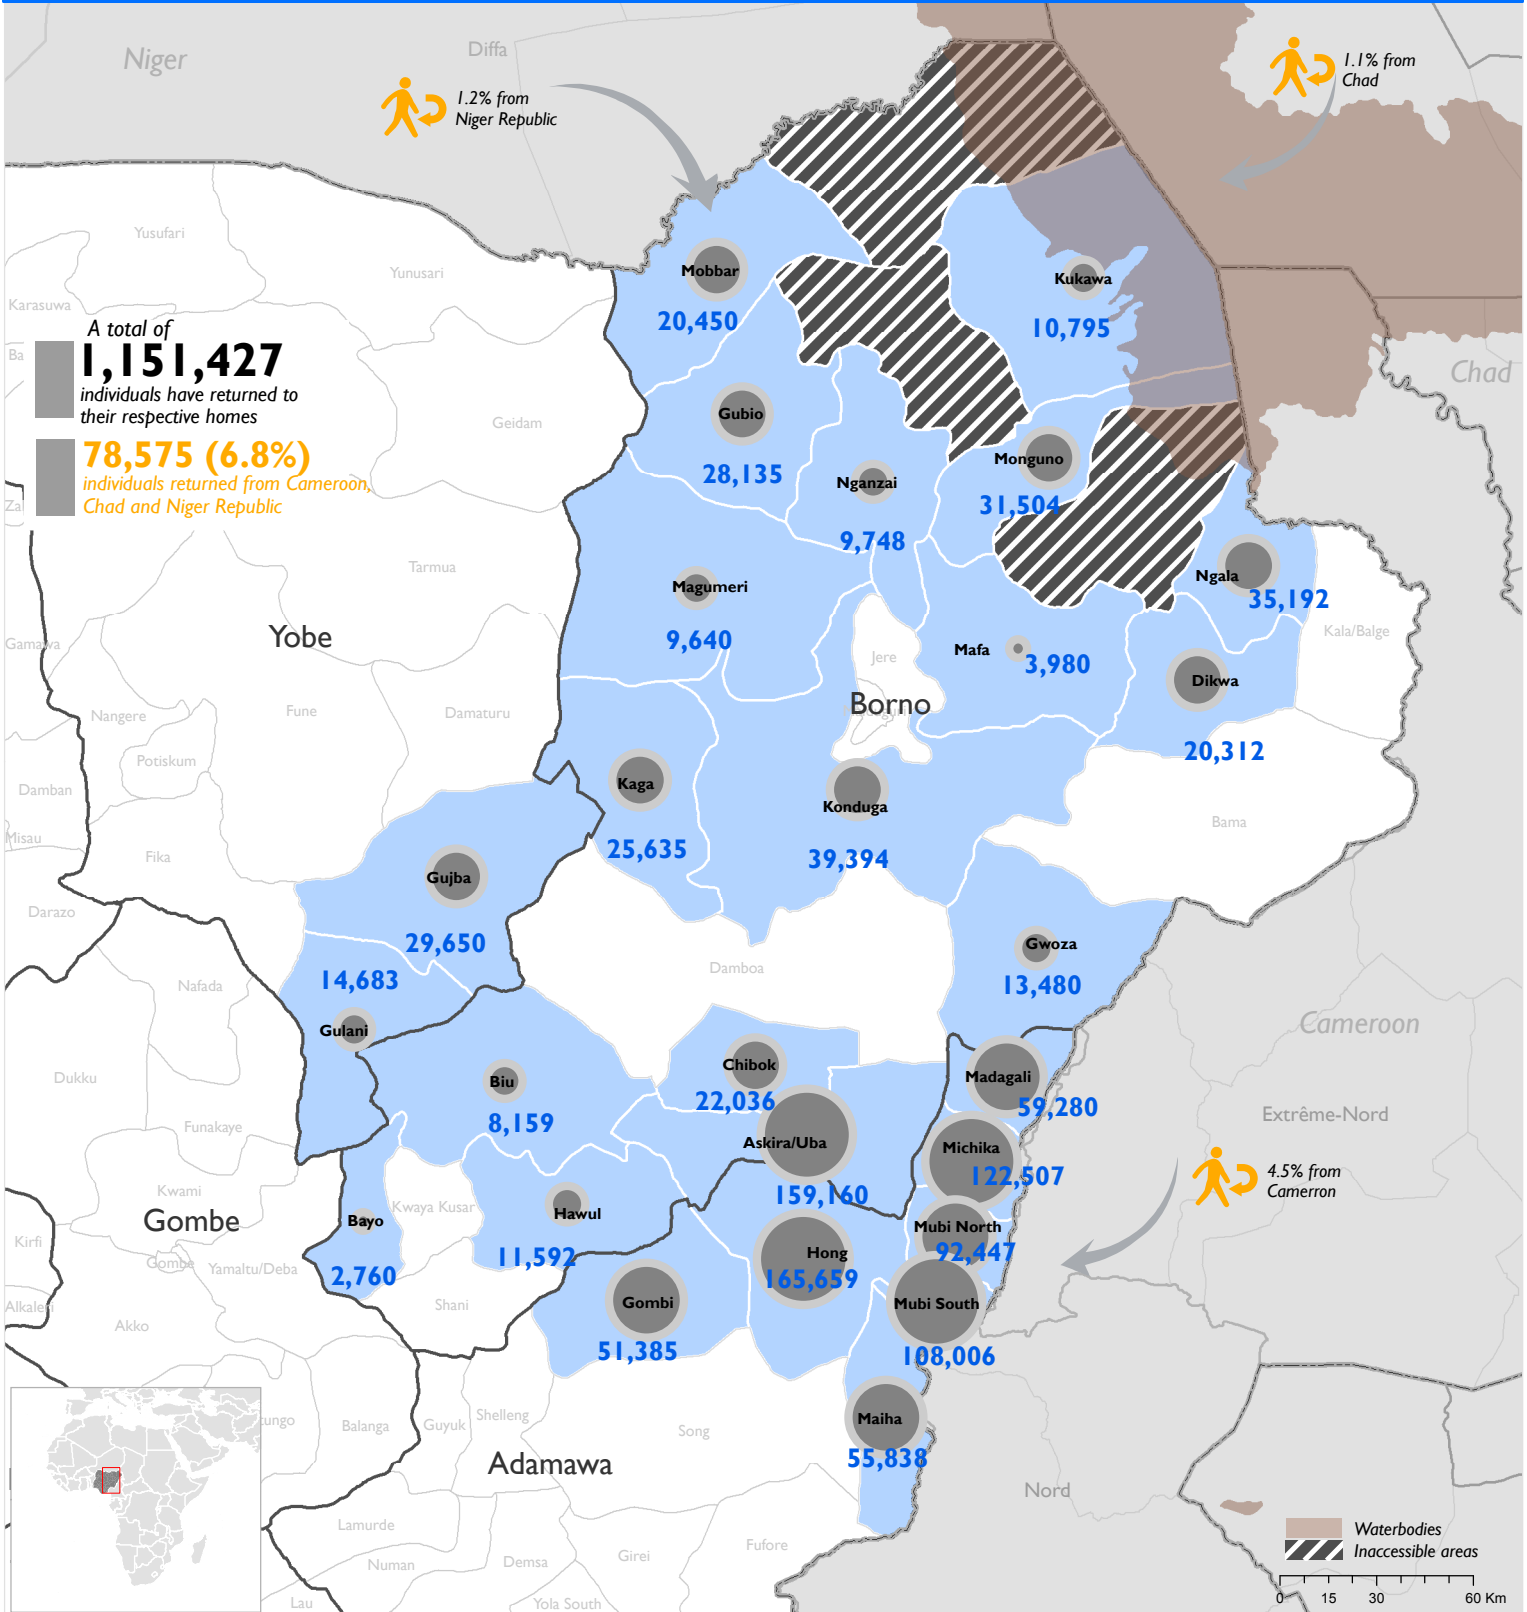 Niger
Diffa
1.2% from
Niger Republic
1.1% from
Chad
Yusufari
Yunusari
Karasuwa
Mobbar
20,450
Kukawa
10,795
A total of
1,151,427
individuals have returned to
their respective homes
78,575 (6.8%)
individuals returned from Cameroon,
Chad and Niger Republic
Ba
Chad
Geidam
Gubio
28,135
Nganzai
9,748
Monguno
31,504
Za
Tarmua
Magumeri
9,640
Ngala
35,192
Kala/Balge
Gamawa
Yobe
Jere
Mafa
3,980
Dikwa
20,312
Borno
Nangere
Fune
Damaturu
Potiskum
Damban
Kaga
25,635
Konduga
39,394
Bama
Misau
Fika
Gujba
29,650
Darazo
Gwoza
13,480
Damboa
14,683
Gulani
Nafada
Cameroon
Dukku
Biu
8,159
Chibok
22,036
Madagali
59,280
Extrême-Nord
Funakaye
Askira/Uba
159,160
Michika
122,507
4.5% from
Camerron
Kwami
Gombe
Kwaya Kusar
Bayo
2,760
Hawul
11,592
Mubi North
92,447
Kirfi
Gombe
Yamaltu/Deba
Hong
165,659
Gombi
51,385
Mubi South
108,006
Alkaleri
Akko
Shani
Maiha
55,838
Balanga
Guyuk
Shelleng
Song
Adamawa
Nord
Lamurde
Numan
Demsa
Girei
Fufore
Lau
Yola South
Waterbodies
Inaccessible areas
0 15 30 60 Km